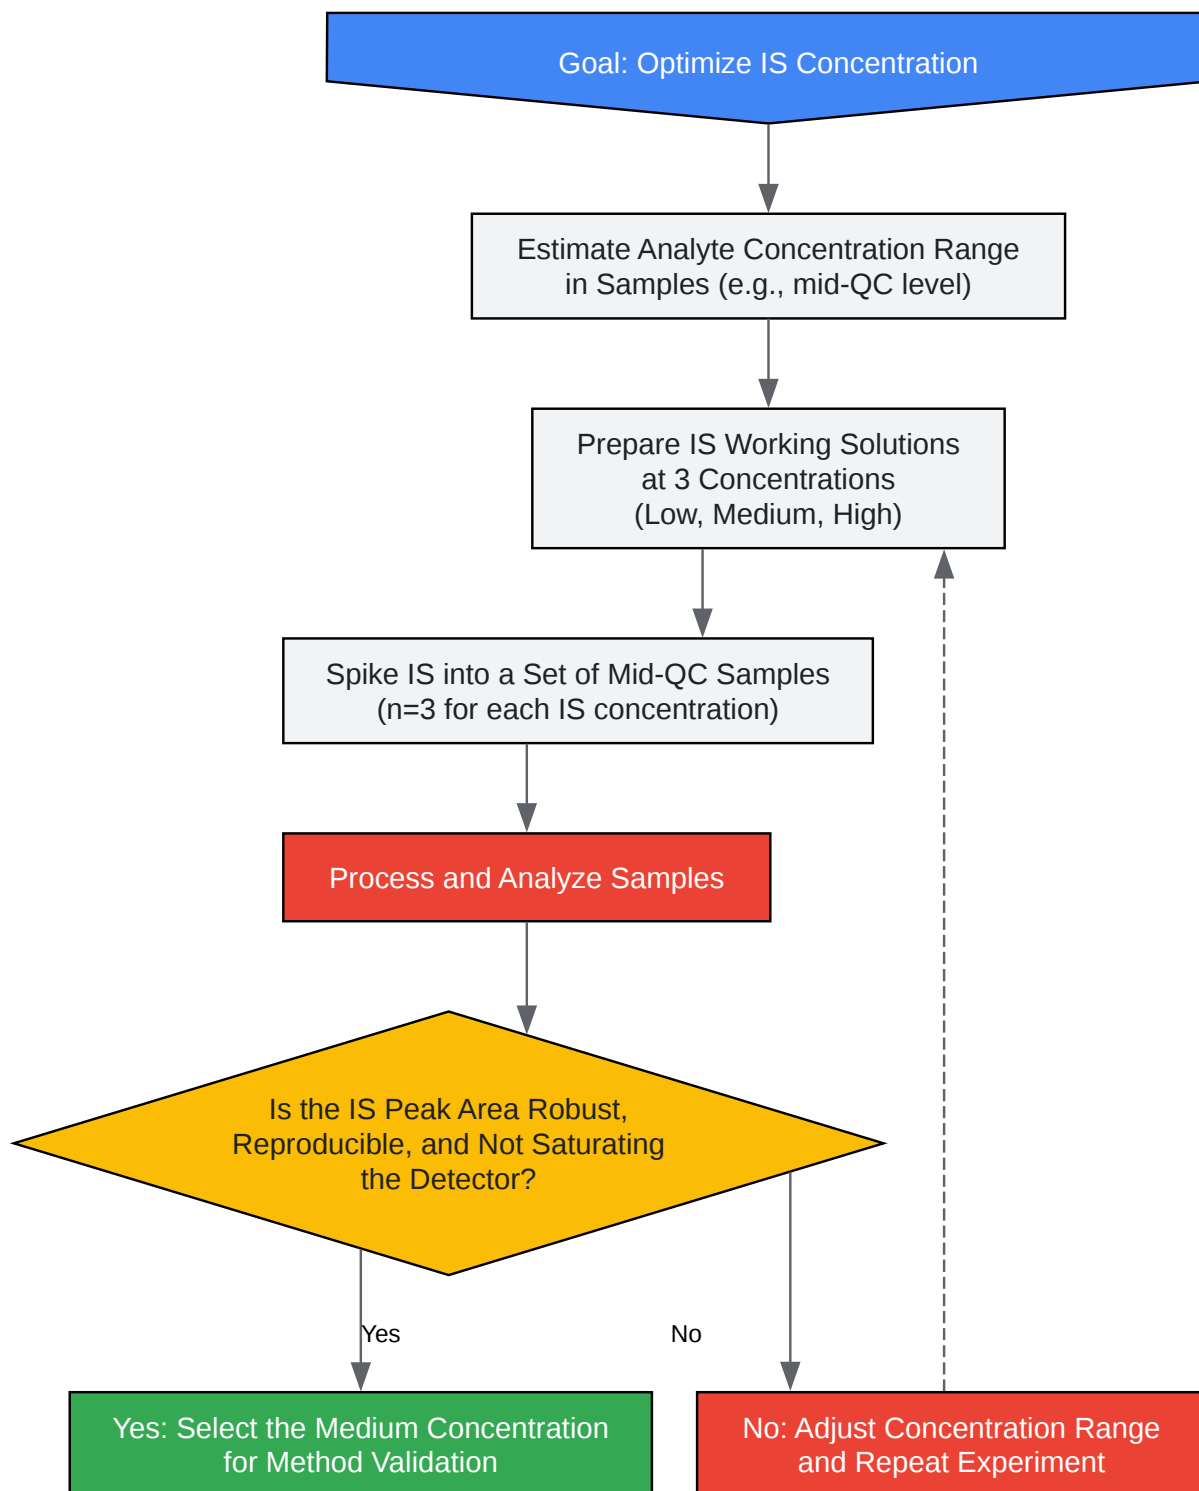 Goal: Optimize IS Concentration
Estimate Analyte Concentration Range
in Samples (e.g., mid-QC level)
Prepare IS Working Solutions
at 3 Concentrations
(Low, Medium, High)
Spike IS into a Set of Mid-QC Samples
(n=3 for each IS concentration)
Process and Analyze Samples
Is the IS Peak Area Robust,
Reproducible, and Not Saturating
the Detector?
Yes
No
Yes: Select the Medium Concentration
for Method Validation
No: Adjust Concentration Range
and Repeat Experiment